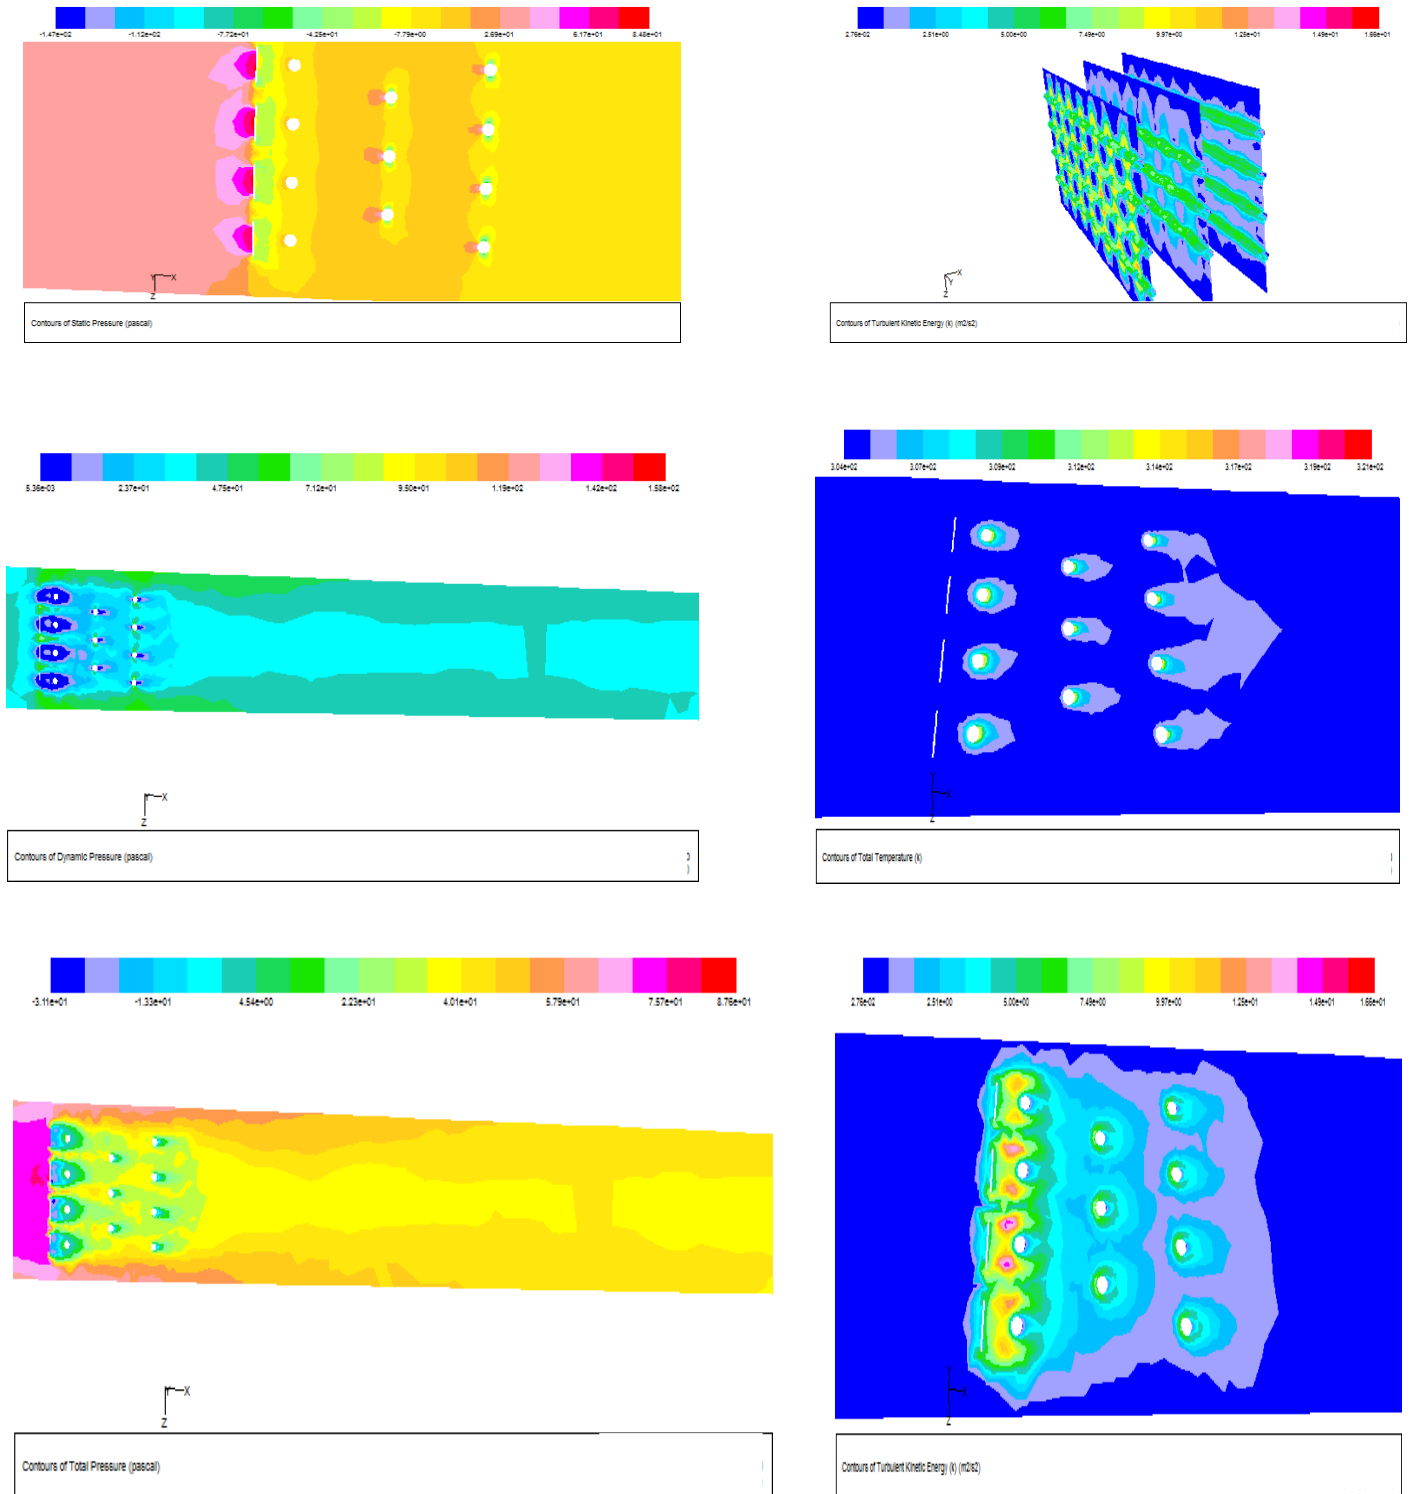 -1.47e+02 -1.12e+02 -7.72e+01 -4.25e+01 -7.79e+00 2.69e+01 6.17e+01 8.48e+01
Y X
Z
Contours of Static Pressure (pascal)
2.76e-02 2.51e+00 5.00e+00 7.49e+00 9.97e+00 1.25e+01 1.49e+01 1.66e+01
X
Y
Z
Contours of Turbulent Kinetic Energy (k) (m2/s2)
5.36e-03 2.37e+01 4.75e+01 7.12e+01 9.50e+01 1.19e+02 1.42e+02 1.58e+02
Y X
Z
Contours of Dynamic Pressure (pascal)
3.04e+02 3.07e+02 3.09e+02 3.12e+02 3.14e+02 3.17e+02 3.19e+02 3.21e+02
X
Z
Contours of Total Temperature (k)
-3.11e+01 -1.33e+01 4.54e+00 2.23e+01 4.01e+01 5.79e+01 7.57e+01 8.76e+01
Y X
Z
Contours of Total Pressure (pascal)
2.76e-02 2.51e+00 5.00e+00 7.49e+00 9.97e+00 1.25e+01 1.49e+01 1.66e+01
Y
X
Z
Contours of Turbulent Kinetic Energy (k) (m2/s2)